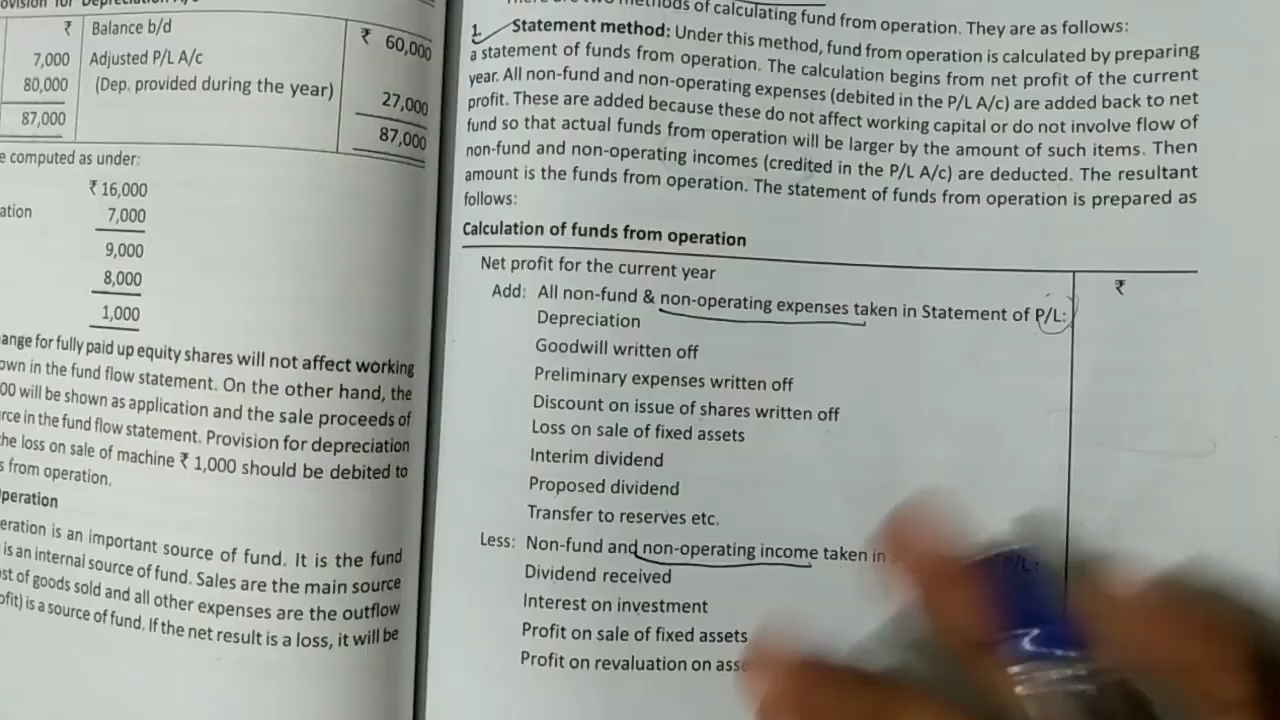 ovision for Depreciation A/c
₹ Balance b/d ₹ 60,000
7,000 Adjusted P/L A/c
80,000 (Dep. provided during the year) 27,000
87,000 87,000
e computed as under:
₹ 16,000
ation 7,000
9,000
8,000
1,000
ange for fully paid up equity shares will not affect working
own in the fund flow statement. On the other hand, the
00 will be shown as application and the sale proceeds of
rce in the fund flow statement. Provision for depreciation
he loss on sale of machine ₹ 1,000 should be debited to
s from operation.
peration
eration is an important source of fund. It is the fund
is an internal source of fund. Sales are the main source
st of goods sold and all other expenses are the outflow
ofit) is a source of fund. If the net result is a loss, it will be
methods of calculating fund from operation. They are as follows:
1. Statement method: Under this method, fund from operation is calculated by preparing
a statement of funds from operation. The calculation begins from net profit of the current
year. All non-fund and non-operating expenses (debited in the P/L A/c) are added back to net
profit. These are added because these do not affect working capital or do not involve flow of
fund so that actual funds from operation will be larger by the amount of such items. Then
non-fund and non-operating incomes (credited in the P/L A/c) are deducted. The resultant
amount is the funds from operation. The statement of funds from operation is prepared as
follows:
Calculation of funds from operation
Net profit for the current year ₹
Add: All non-fund & non-operating expenses taken in Statement of P/L:
Depreciation
Goodwill written off
Preliminary expenses written off
Discount on issue of shares written off
Loss on sale of fixed assets
Interim dividend
Proposed dividend
Transfer to reserves etc.
Less: Non-fund and non-operating income taken in P/L:
Dividend received
Interest on investment
Profit on sale of fixed assets
Profit on revaluation on asse